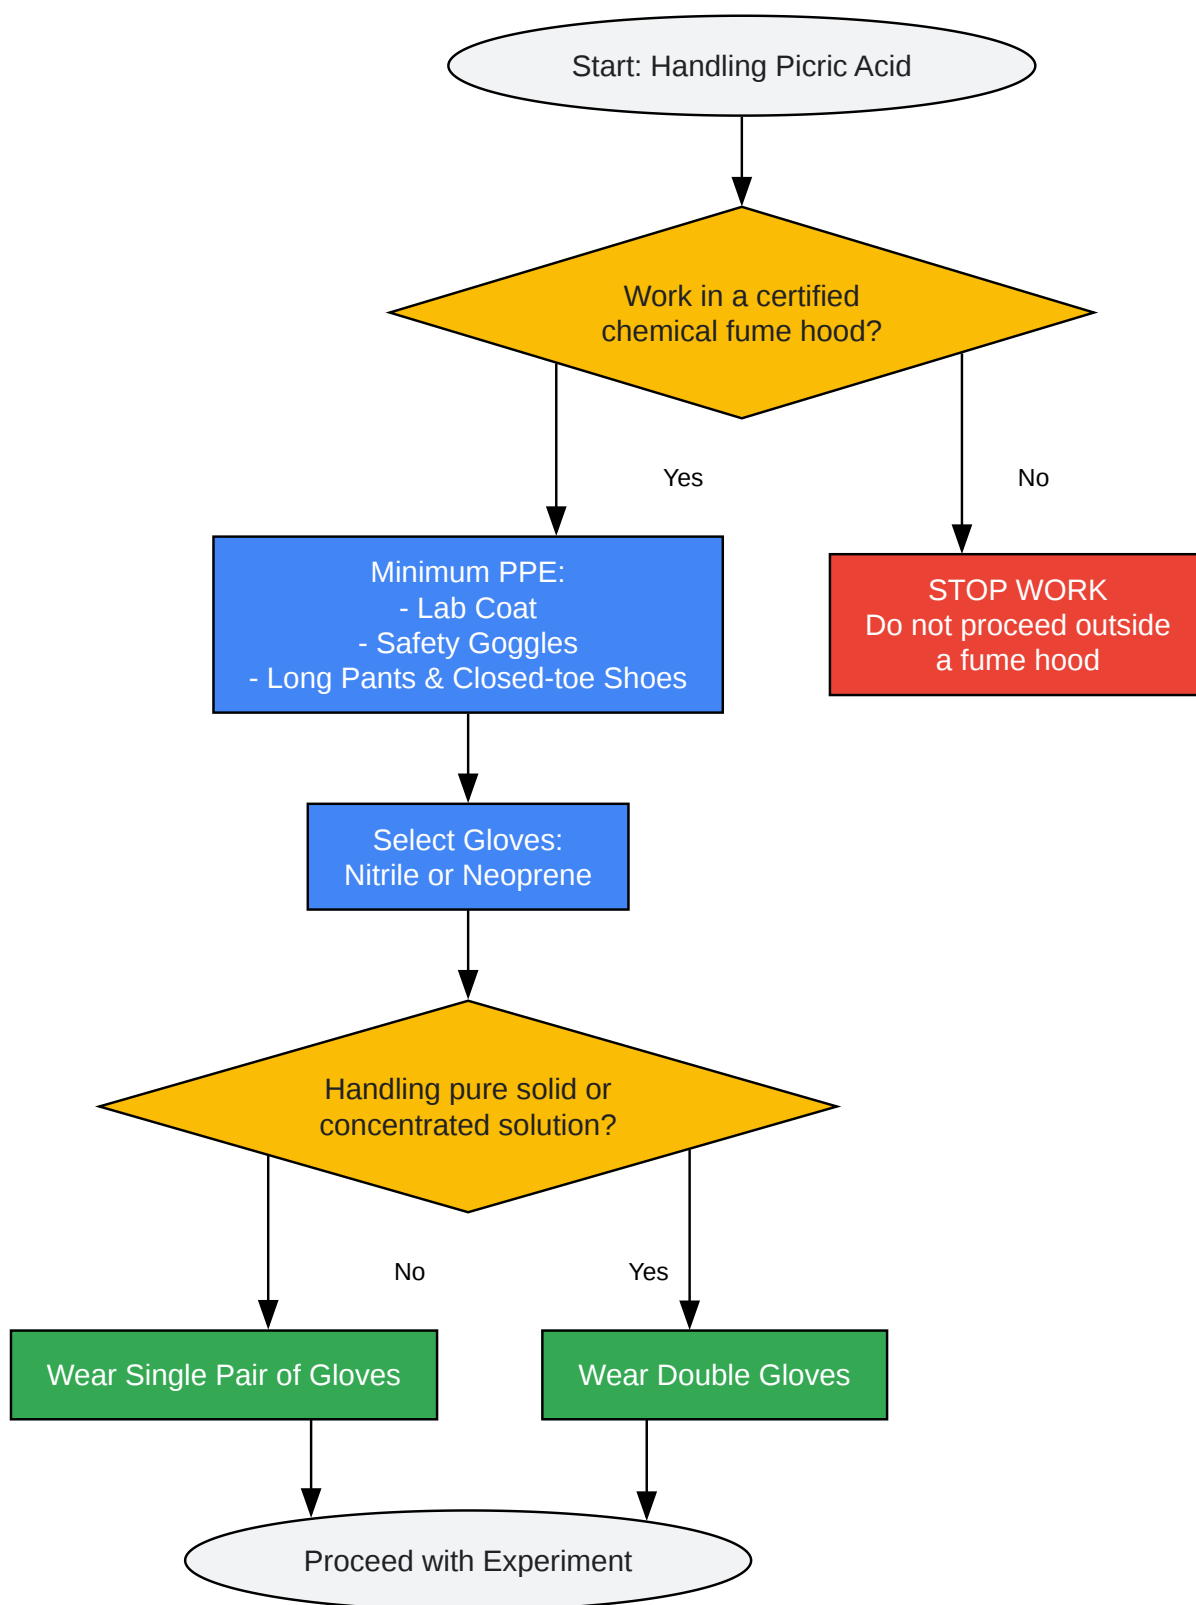 Start: Handling Picric Acid
Work in a certified
chemical fume hood?
Yes
No
Minimum PPE:
- Lab Coat
- Safety Goggles
- Long Pants & Closed-toe Shoes
STOP WORK
Do not proceed outside
a fume hood
Select Gloves:
Nitrile or Neoprene
Handling pure solid or
concentrated solution?
No
Yes
Wear Single Pair of Gloves
Wear Double Gloves
Proceed with Experiment